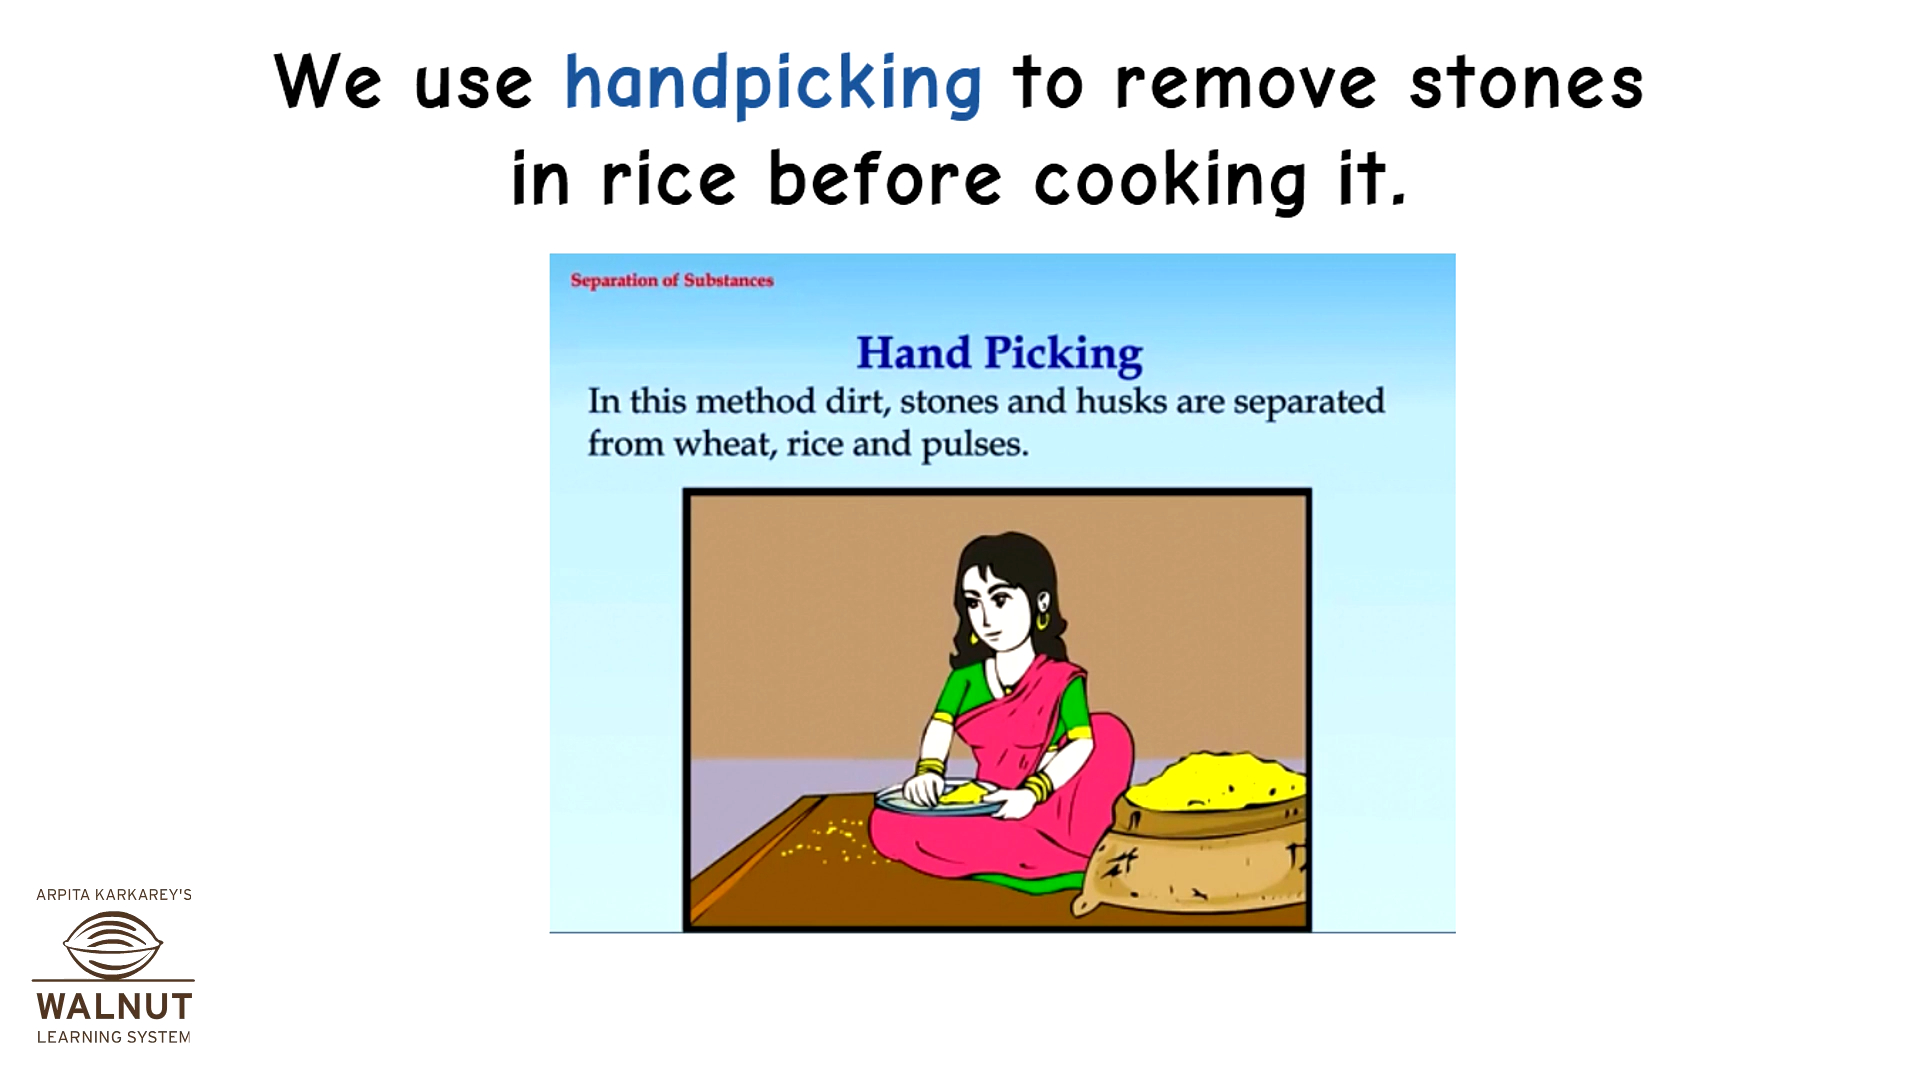 We use handpicking to remove stones
in rice before cooking it.
Separation of Substances
Hand Picking
In this method dirt, stones and husks are separated
from wheat, rice and pulses.
ARPITA KARKAREY'S
WALNUT
LEARNING SYSTEM